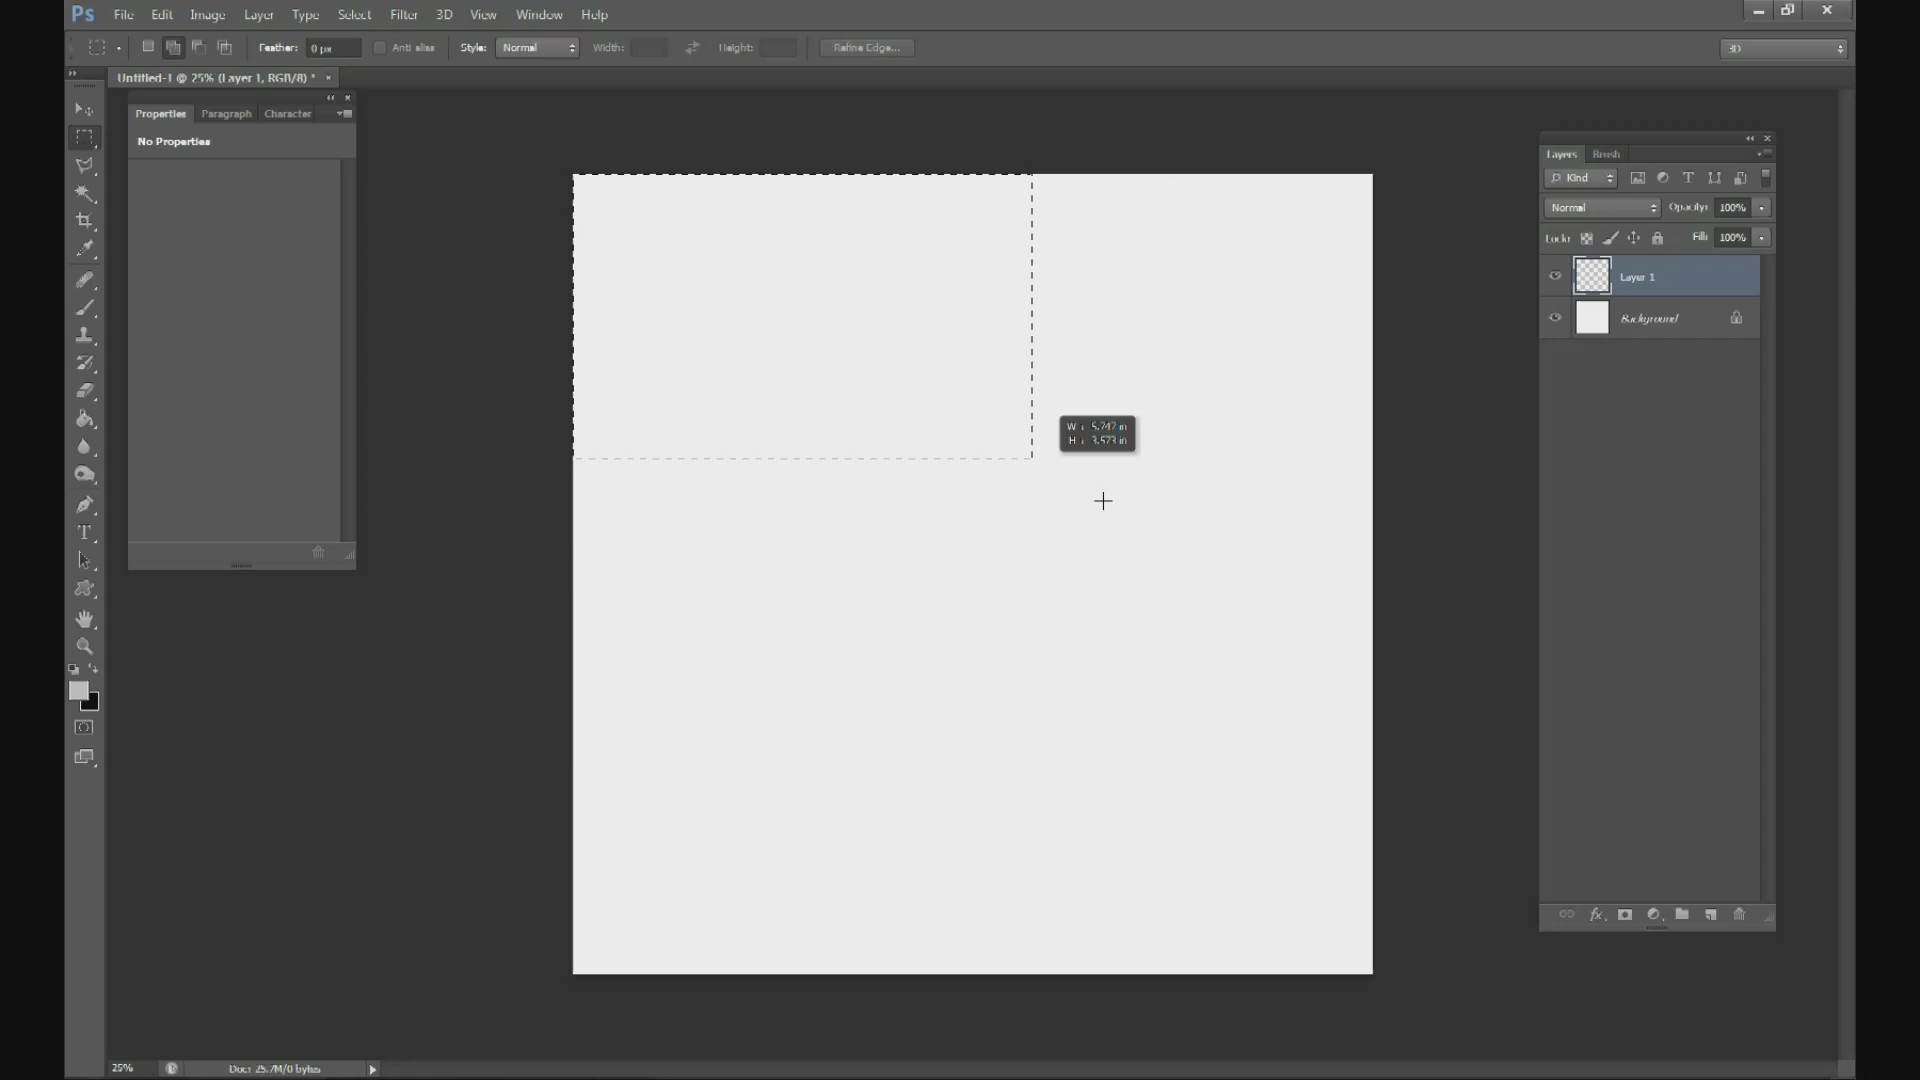 Ps File Edit Image Layer Type Select Filter 3D View Window Help
Feather: 0 px Anti-alias Style: Normal Width: Height: Refine Edge... 3D
Untitled-1 @ 25% (Layer 1, RGB/8) * ×
Properties Paragraph Character
No Properties
Layers Brush
Kind
Normal Opacity: 100%
Lock: Fill: 100%
Layer 1
Background
W : 5.747 in
H : 3.573 in
25% Doc: 25.7M/0 bytes